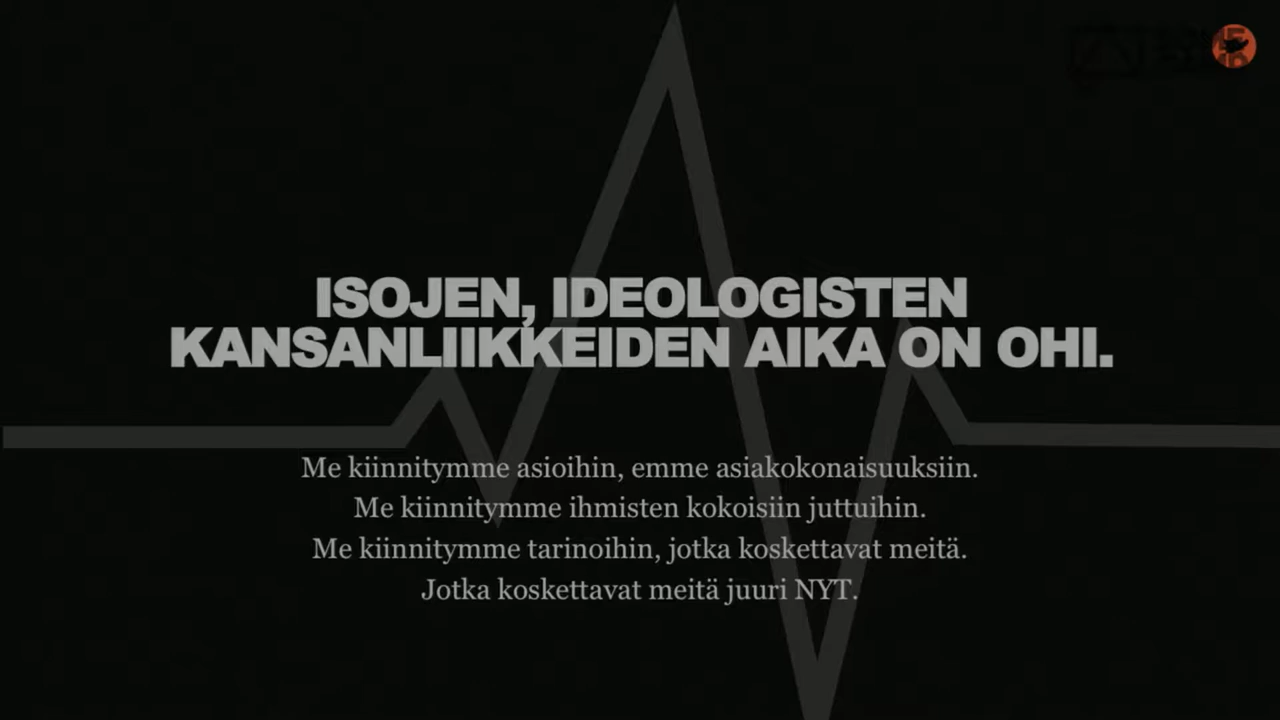 ISOJEN, IDEOLOGISTEN
KANSANLIIKKEIDEN AIKA ON OHI.
Me kiinnitymme asioihin, emme asiakokonaisuuksiin.
Me kiinnitymme ihmisten kokoisiin juttuihin.
Me kiinnitymme tarinoihin, jotka koskettavat meitä.
Jotka koskettavat meitä juuri NYT.